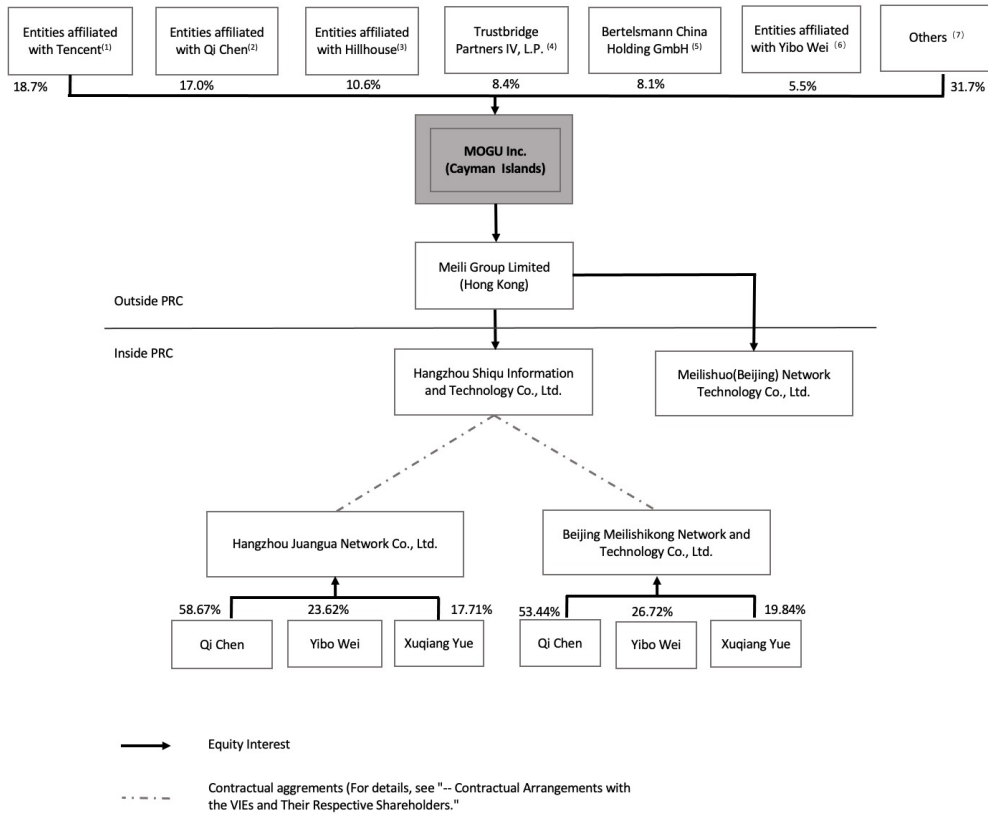 Entities affiliated
with Tencent(1)
Entities affiliated
with Qi Chen(2)
Entities affiliated
with Hillhouse(3)
Trustbridge
Partners IV, L.P. (4)
Bertelsmann China
Holding GmbH (5)
Entities affiliated
with Yibo Wei (6)
Others (7)
18.7%
17.0%
10.6%
8.4%
8.1%
5.5%
31.7%
MOGU Inc.
(Cayman Islands)
Meili Group Limited
(Hong Kong)
Outside PRC
Inside PRC
Hangzhou Shiqu Information
and Technology Co., Ltd.
Meilishuo(Beijing) Network
Technology Co., Ltd.
Hangzhou Juangua Network Co., Ltd.
Beijing Meilishikong Network and
Technology Co., Ltd.
58.67%
23.62%
17.71%
53.44%
26.72%
19.84%
Qi Chen
Yibo Wei
Xuqiang Yue
Qi Chen
Yibo Wei
Xuqiang Yue
Equity Interest
Contractual aggrements (For details, see "-- Contractual Arrangements with
the VIEs and Their Respective Shareholders."